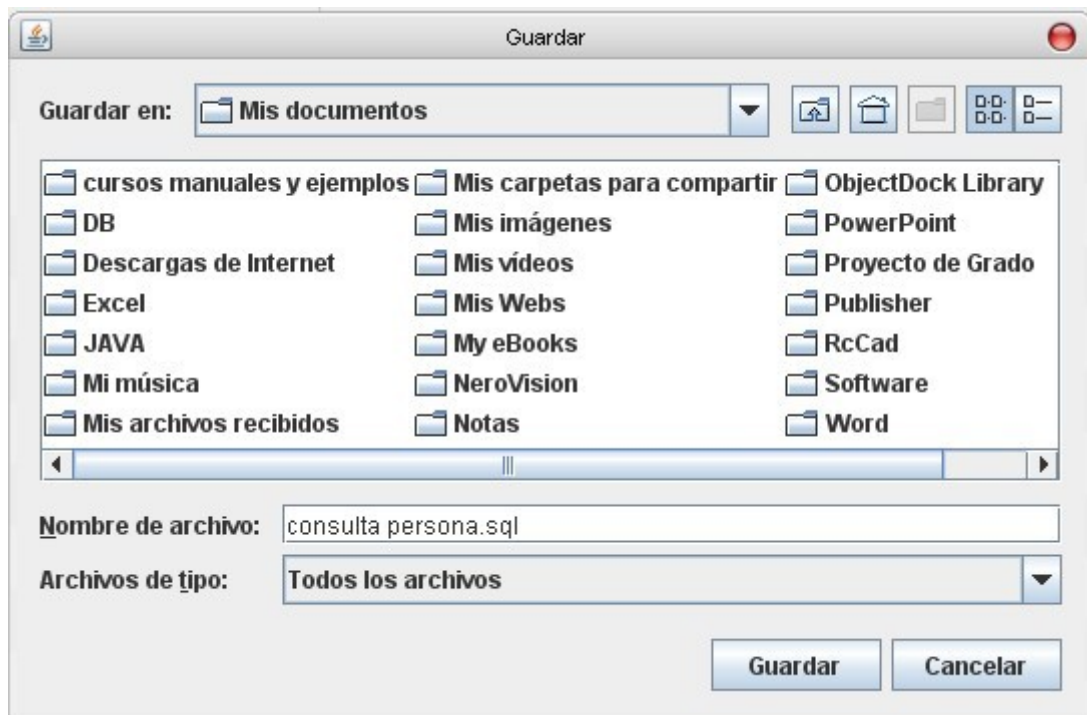 Guardar
Guardar en: Mis documentos
cursos manuales y ejemplos Mis carpetas para compartir ObjectDock Library
DB Mis imágenes PowerPoint
Descargas de Internet Mis vídeos Proyecto de Grado
Excel Mis Webs Publisher
JAVA My eBooks RcCad
Mi música NeroVision Software
Mis archivos recibidos Notas Word
Nombre de archivo: consulta persona.sql
Archivos de tipo: Todos los archivos
Guardar Cancelar